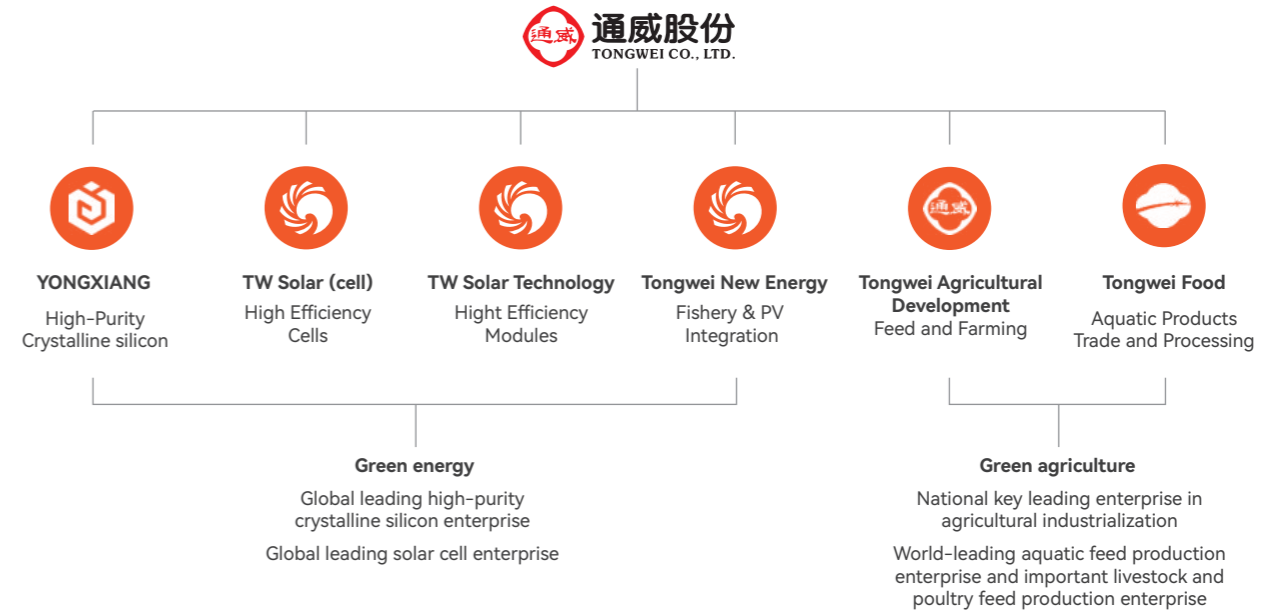 通威
通威股份
TONGWEI CO., LTD.
YONGXIANG
High-Purity
Crystalline silicon
TW Solar (cell)
High Efficiency
Cells
TW Solar Technology
Hight Efficiency
Modules
Tongwei New Energy
Fishery & PV
Integration
通威
Tongwei Agricultural
Development
Feed and Farming
Tongwei Food
Aquatic Products
Trade and Processing
Green energy
Global leading high-purity
crystalline silicon enterprise
Global leading solar cell enterprise
Green agriculture
National key leading enterprise in
agricultural industrialization
World-leading aquatic feed production
enterprise and important livestock and
poultry feed production enterprise